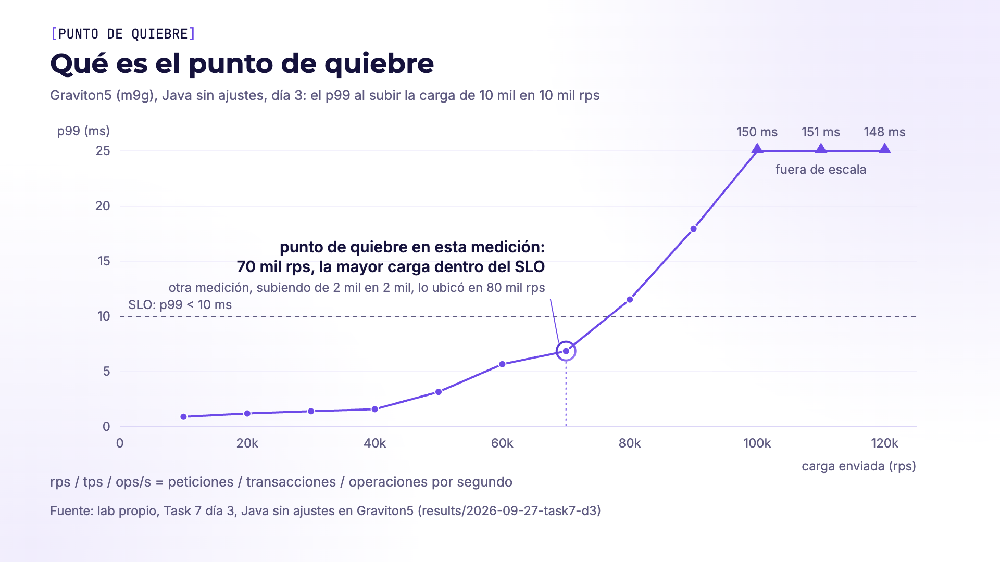 [PUNTO DE QUIEBRE]
Qué es el punto de quiebre
Graviton5 (m9g), Java sin ajustes, día 3: el p99 al subir la carga de 10 mil en 10 mil rps
p99 (ms)
150 ms
151 ms
148 ms
25
fuera de escala
20
punto de quiebre en esta medición:
15
70 mil rps, la mayor carga dentro del SLO
otra medición, subiendo de 2 mil en 2 mil, lo ubicó en 80 mil rps
SLO: p99 < 10 ms
10
5
0
0
20k
40k
60k
80k
100k
120k
carga enviada (rps)
rps / tps / ops/s = peticiones / transacciones / operaciones por segundo
Fuente: lab propio, Task 7 día 3, Java sin ajustes en Graviton5 (results/2026-09-27-task7-d3)